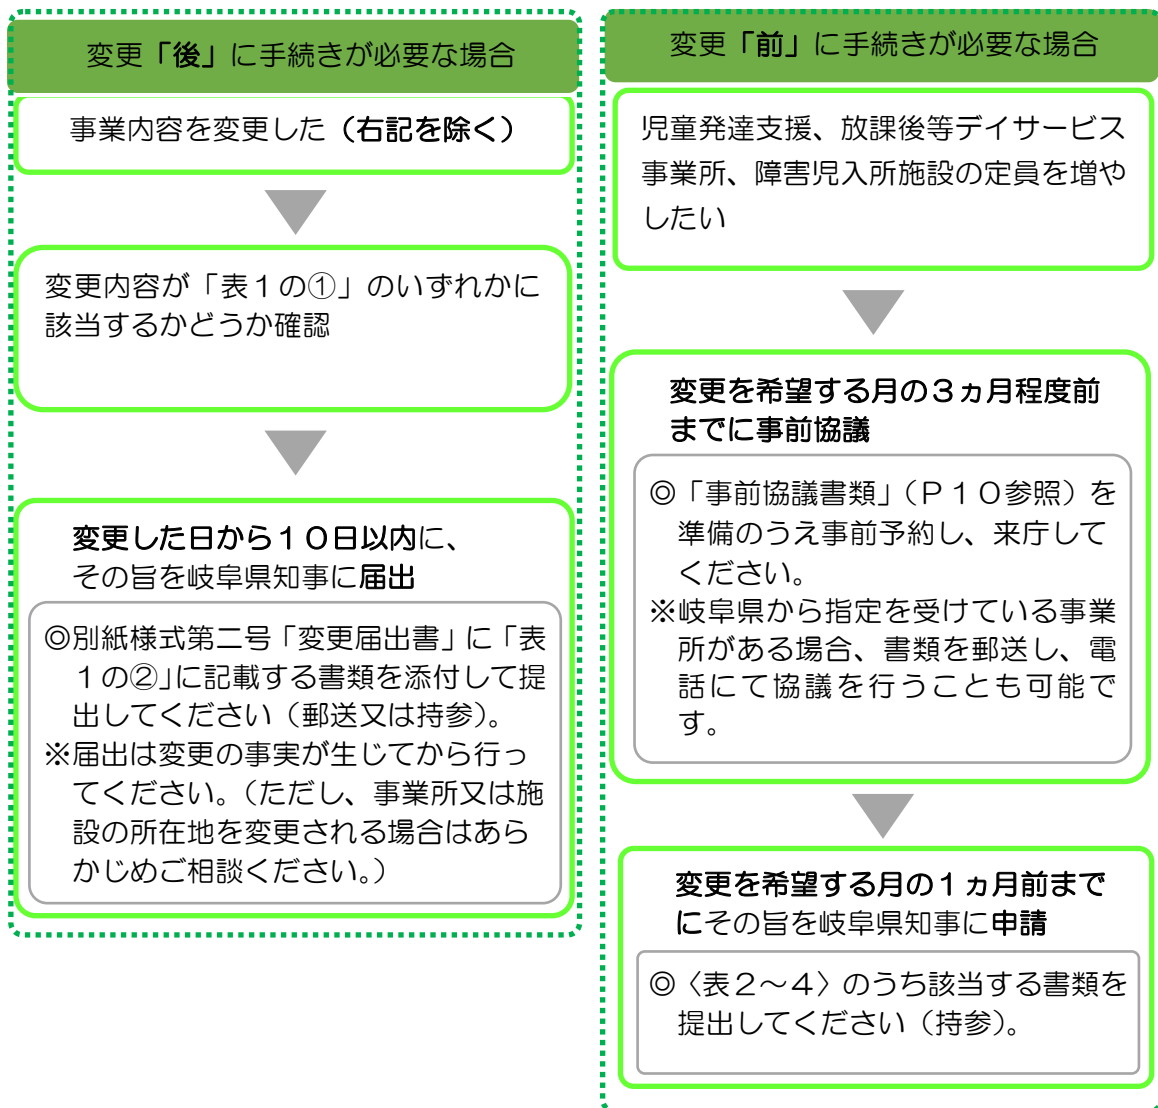 変更「後」に手続きが必要な場合
事業内容を変更した（右記を除く）
変更内容が「表１の①」のいずれかに
該当するかどうか確認
変更した日から１０日以内に、
その旨を岐阜県知事に届出
◎別紙様式第二号「変更届出書」に「表
１の②」に記載する書類を添付して提
出してください（郵送又は持参）。
※届出は変更の事実が生じてから行っ
てください。（ただし、事業所又は施
設の所在地を変更される場合はあら
かじめご相談ください。）
変更「前」に手続きが必要な場合
児童発達支援、放課後等デイサービス
事業所、障害児入所施設の定員を増や
したい
変更を希望する月の３ヵ月程度前
までに事前協議
◎「事前協議書類」（Ｐ１０参照）を
準備のうえ事前予約し、来庁して
ください。
※岐阜県から指定を受けている事業
所がある場合、書類を郵送し、電
話にて協議を行うことも可能で
す。
変更を希望する月の１ヵ月前まで
にその旨を岐阜県知事に申請
◎〈表２～４〉のうち該当する書類を
提出してください（持参）。